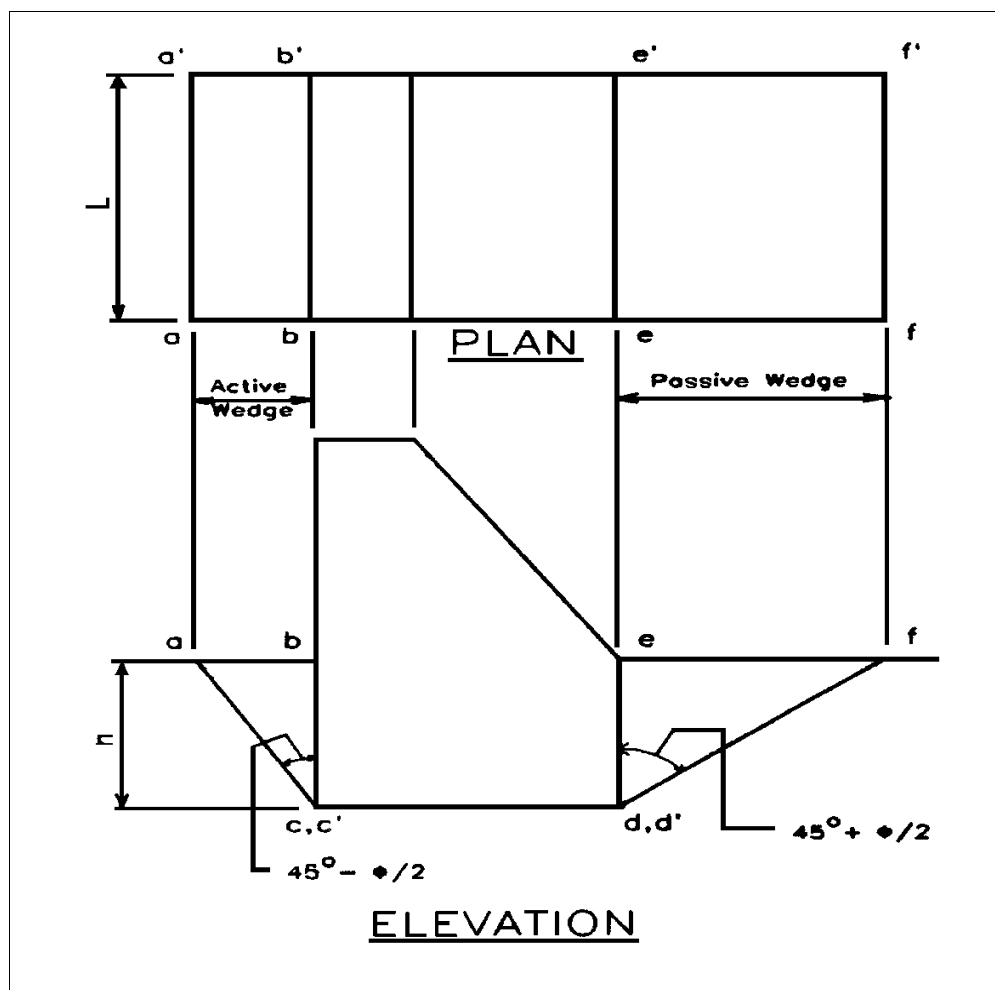 a' b' e' f'
L
a b e f
PLAN
Active
Wedge
Passive Wedge
a b e f
h
c,c' d,d'
45° + Φ/2
45° − Φ/2
ELEVATION